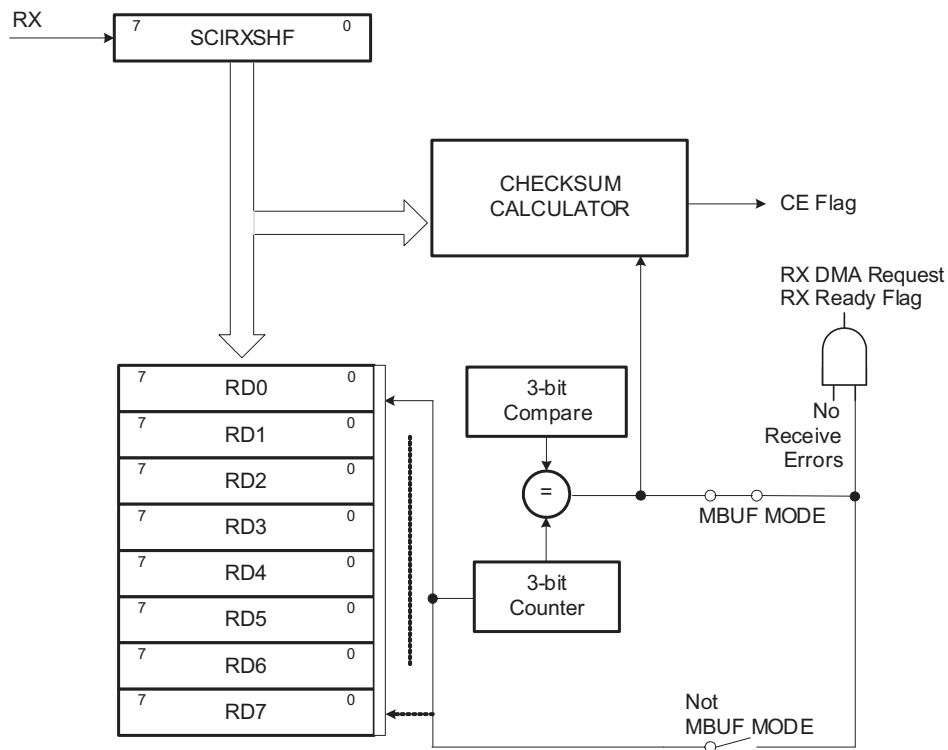 RX
7 SCIRXSHF 0
CHECKSUM
CALCULATOR
CE Flag
RX DMA Request
RX Ready Flag
7 RD0 0
7 RD1 0
7 RD2 0
7 RD3 0
7 RD4 0
7 RD5 0
7 RD6 0
7 RD7 0
3-bit
Compare
No
Receive
Errors
=
MBUF MODE
3-bit
Counter
Not
MBUF MODE